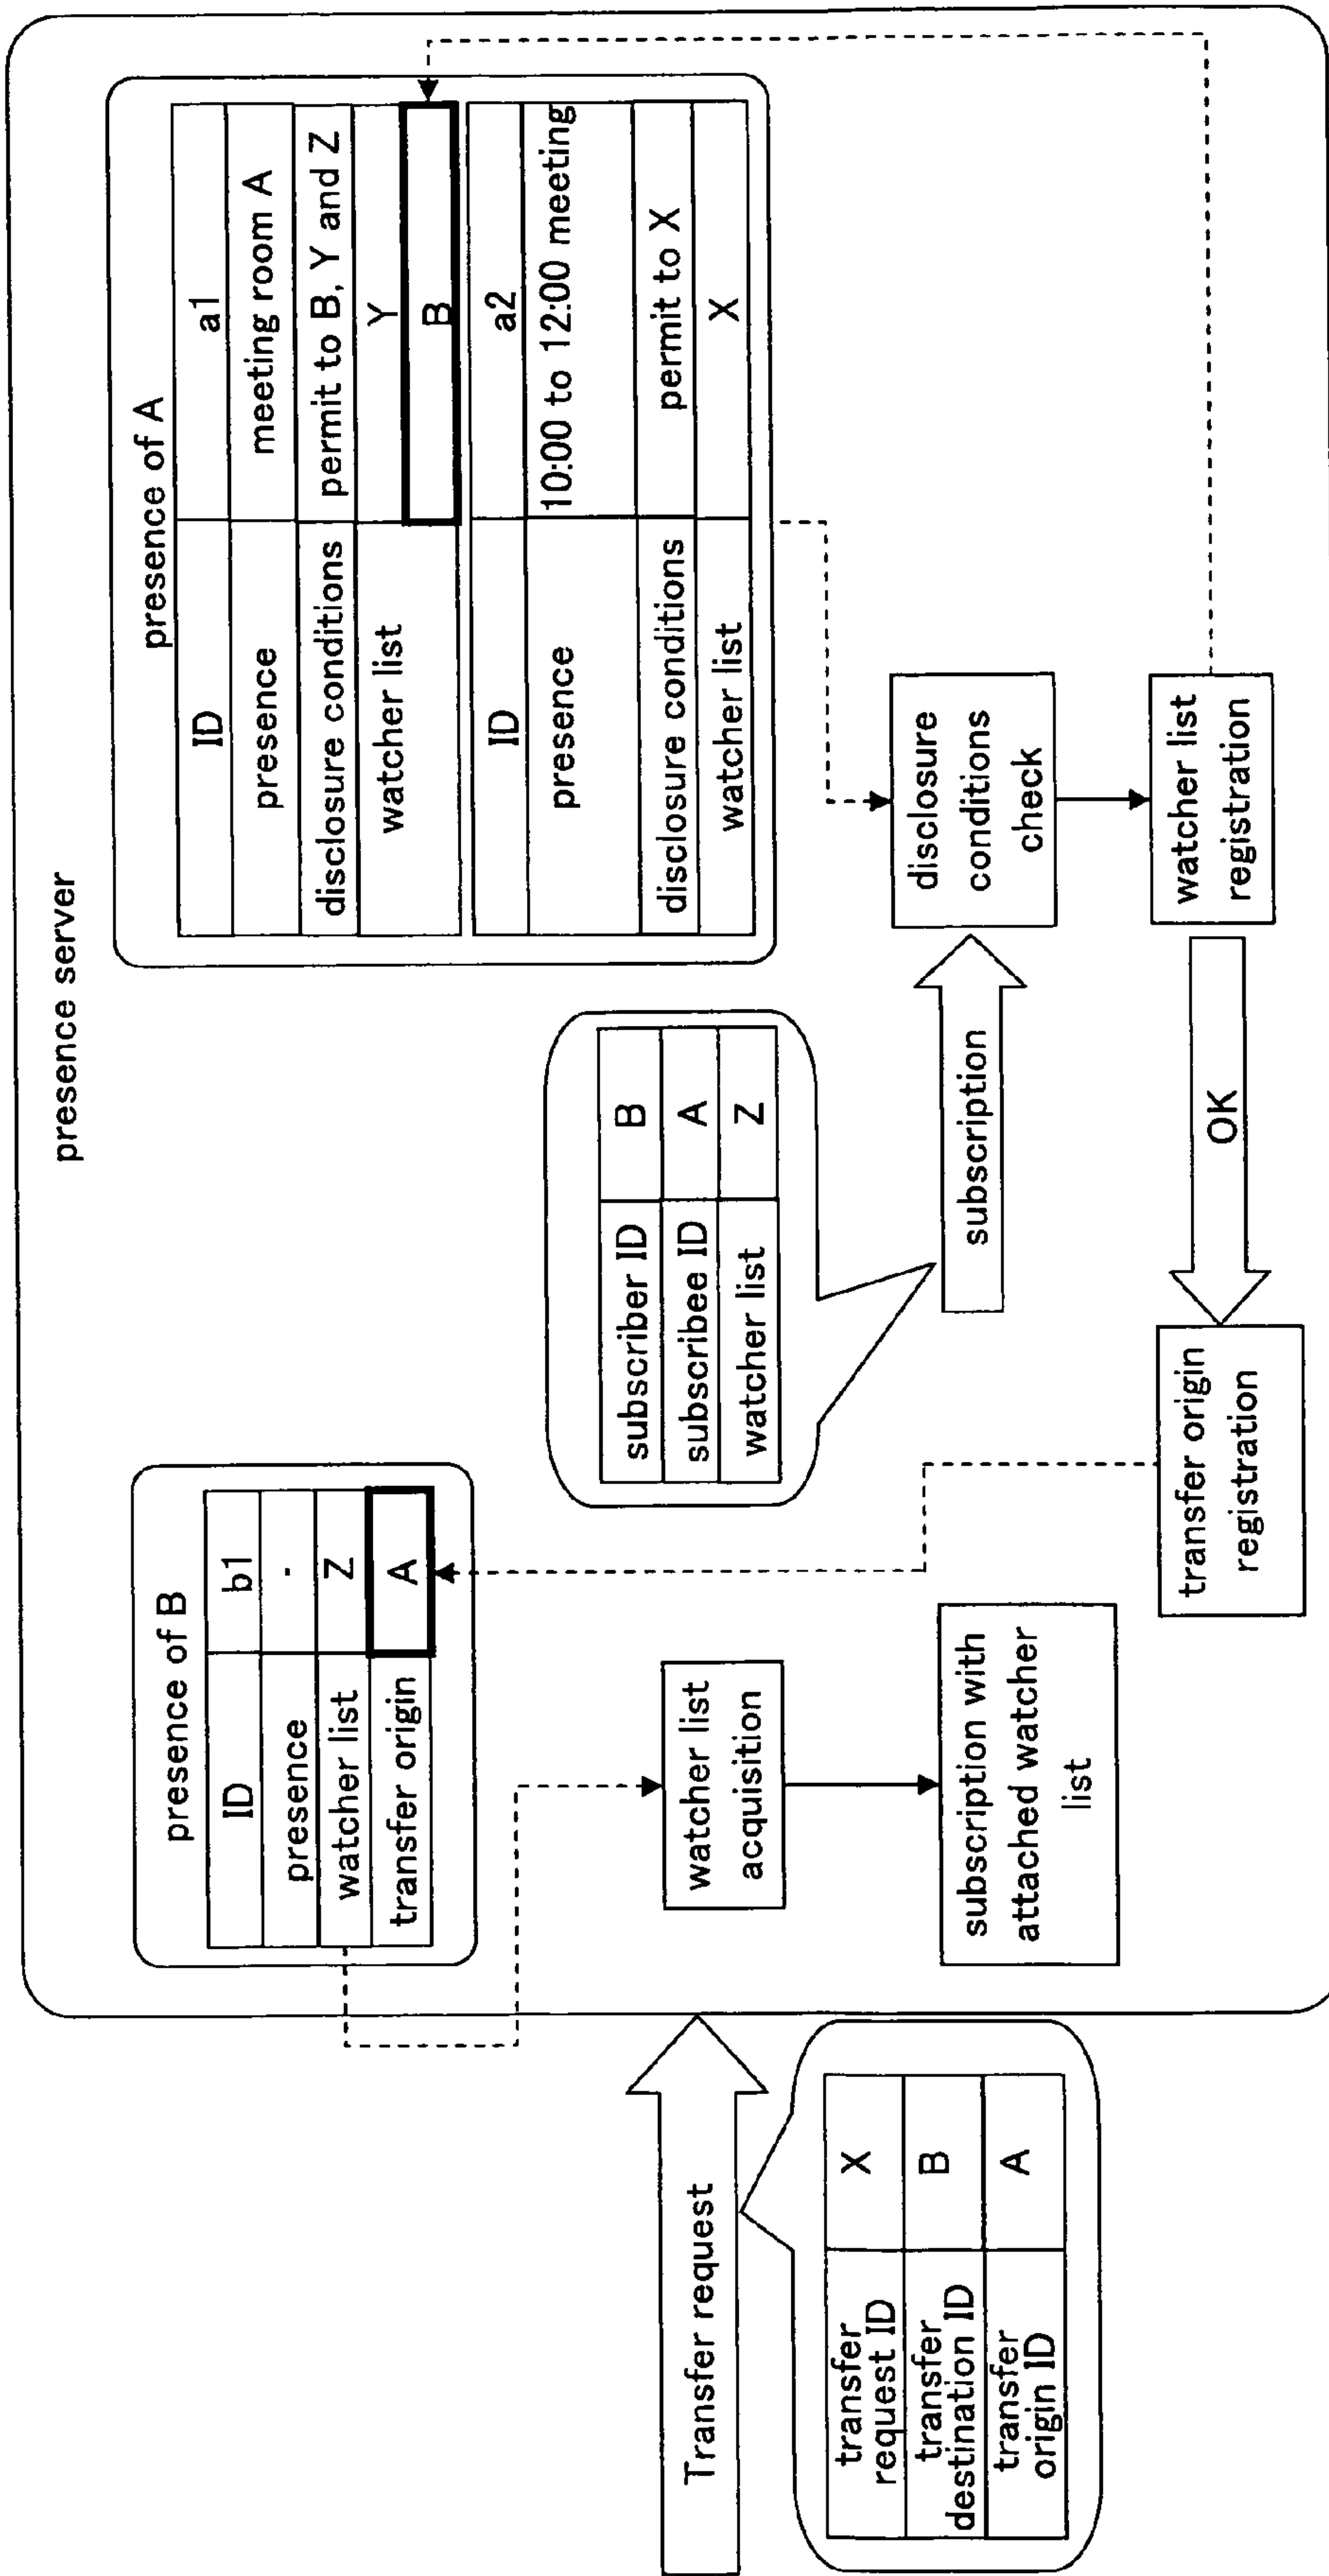 presence server
presence of B
ID b1
presence -
watcher list Z
transfer origin A
presence of A
ID a1
presence meeting room A
disclosure conditions permit to B, Y and Z
watcher list Y
B
ID a2
presence 10:00 to 12:00 meeting
disclosure conditions permit to X
watcher list X
subscriber ID B
subscribee ID A
watcher list Z
Transfer request
transfer
request ID X
transfer
destination ID B
transfer
origin ID A
watcher list
acquisition
subscription with
attached watcher
list
subscription
disclosure
conditions
check
watcher list
registration
OK
transfer origin
registration